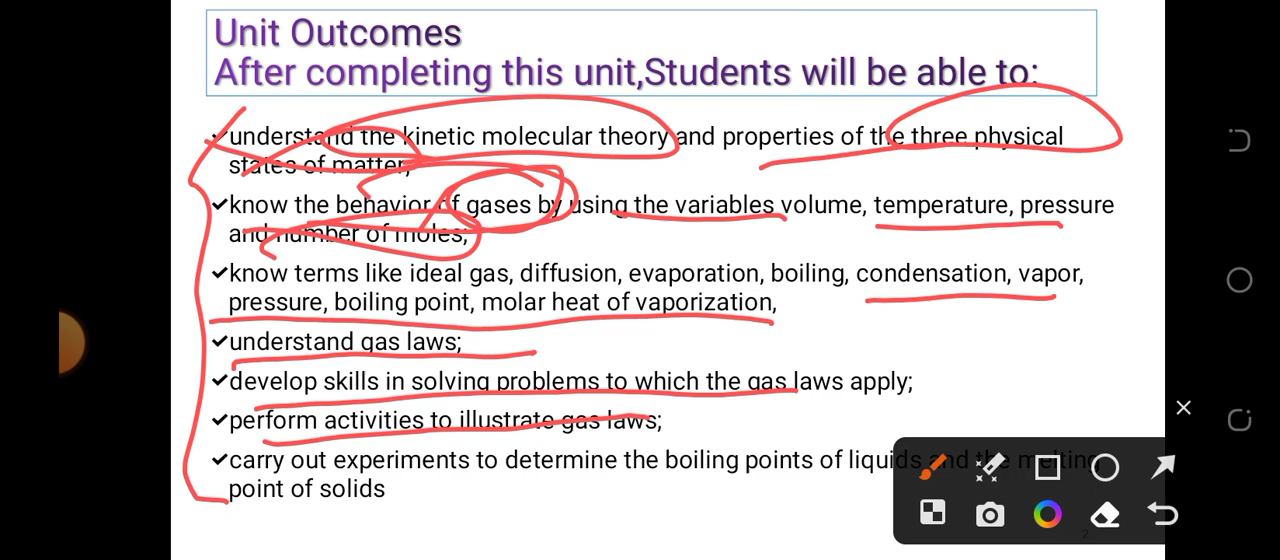 Unit Outcomes
After completing this unit,Students will be able to:
✓understand the kinetic molecular theory and properties of the three physical
states of matter;
✓know the behavior of gases by using the variables volume, temperature, pressure
and number of moles;
✓know terms like ideal gas, diffusion, evaporation, boiling, condensation, vapor,
pressure, boiling point, molar heat of vaporization,
✓understand gas laws;
✓develop skills in solving problems to which the gas laws apply;
✓perform activities to illustrate gas laws;
✓carry out experiments to determine the boiling points of liquids and the melting
point of solids
2